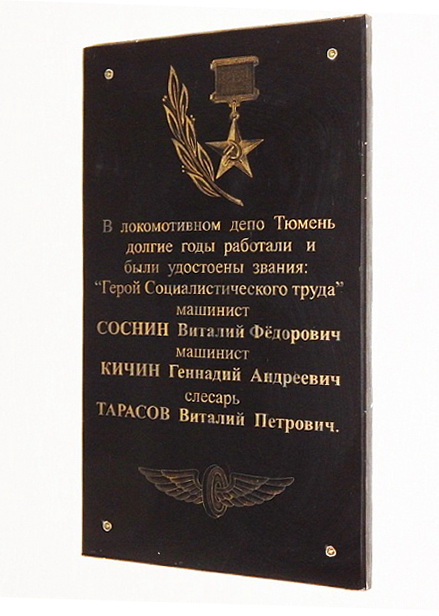 В локомотивном депо Тюмень
долгие годы работали и
были удостоены звания:
"Герой Социалистического труда"
машинист
СОСНИН Виталий Фёдорович
машинист
КИЧИН Геннадий Андреевич
слесарь
ТАРАСОВ Виталий Петрович.